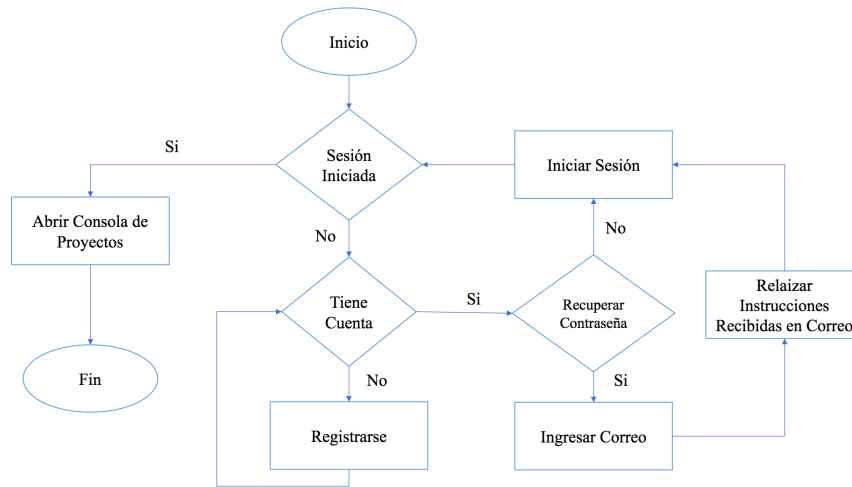 Inicio
Si
Sesión
Iniciada
Iniciar Sesión
Abrir Consola de
Proyectos
No
No
Tiene
Cuenta
Si
Recuperar
Contraseña
Relaizar
Instrucciones
Recibidas en Correo
Fin
No
Si
Registrarse
Ingresar Correo